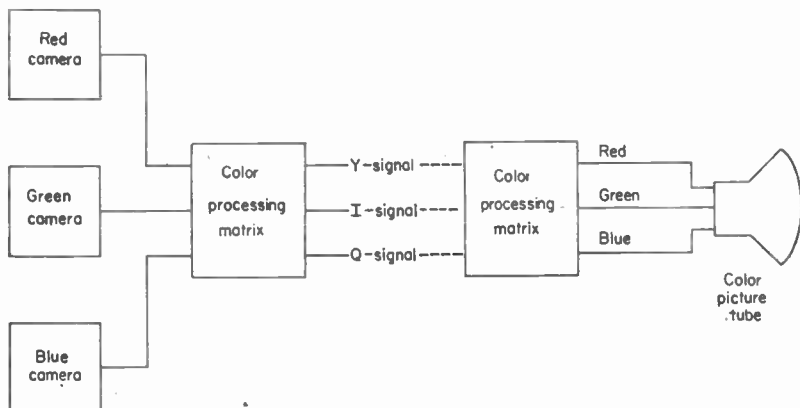 Red
camera
Green
camera
Blue
camera
Color
processing
matrix
Y-signal
I-signal
Q-signal
Color
processing
matrix
Red
Green
Blue
Color
picture
tube